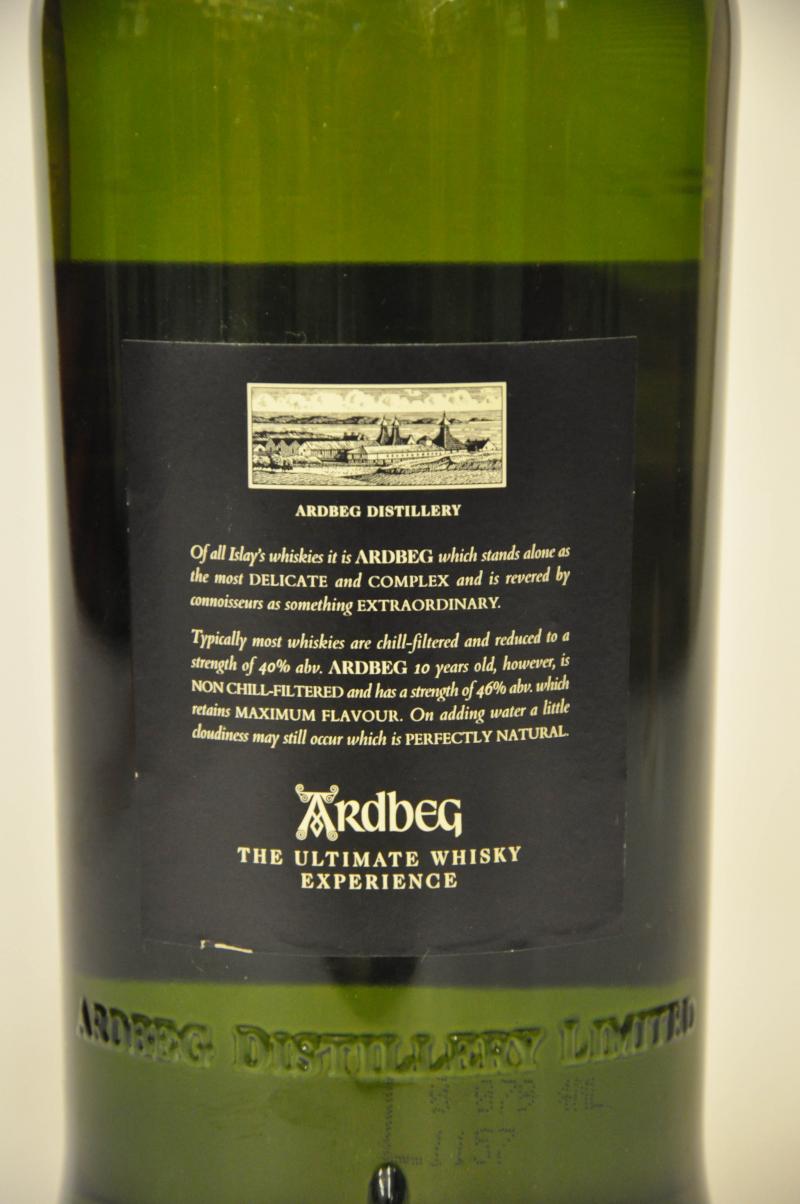 ARDBEG DISTILLERY
Of all Islay's whiskies it is ARDBEG which stands alone as
the most DELICATE and COMPLEX and is revered by
connoisseurs as something EXTRAORDINARY.
Typically most whiskies are chill-filtered and reduced to a
strength of 40% abv. ARDBEG 10 years old, however, is
NON CHILL-FILTERED and has a strength of 46% abv. which
retains MAXIMUM FLAVOUR. On adding water a little
cloudiness may still occur which is PERFECTLY NATURAL.
ARDBEG
THE ULTIMATE WHISKY
EXPERIENCE
ARDBEG DISTILLERY LIMITED